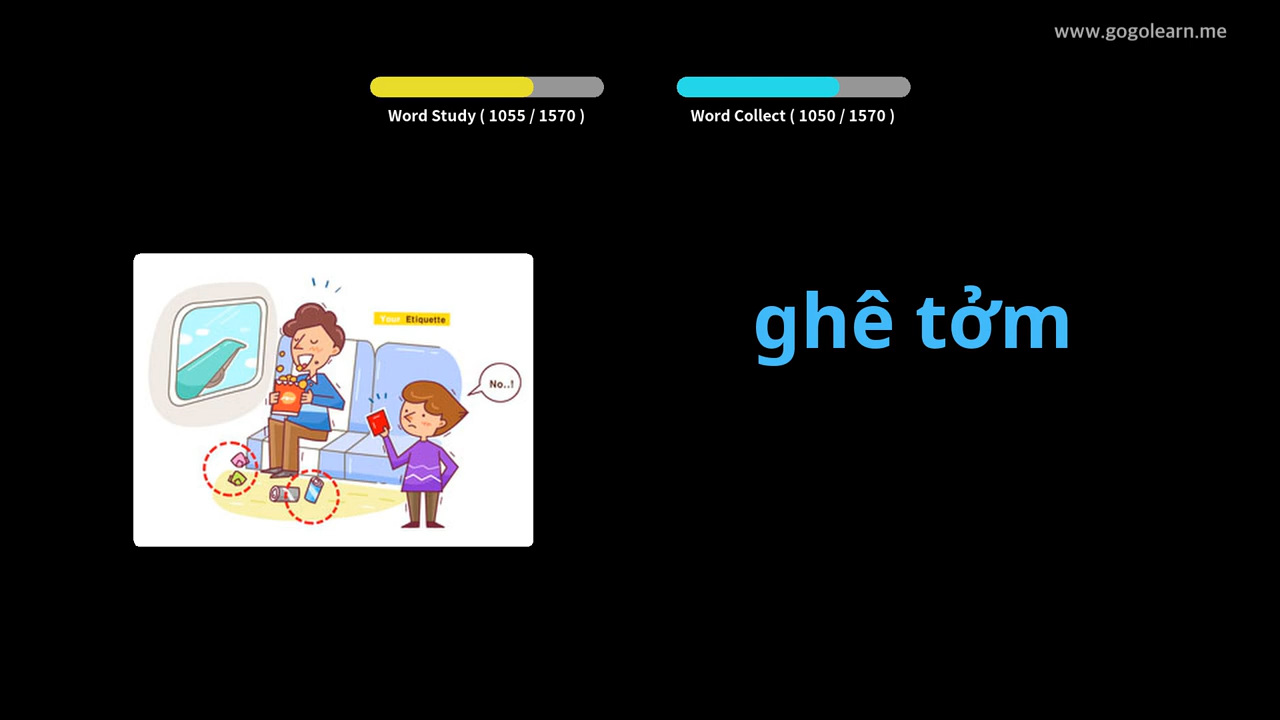 www.gogolearn.me
Word Study ( 1055 / 1570 )
Word Collect ( 1050 / 1570 )
Your Etiquette
No..!
ghê tởm